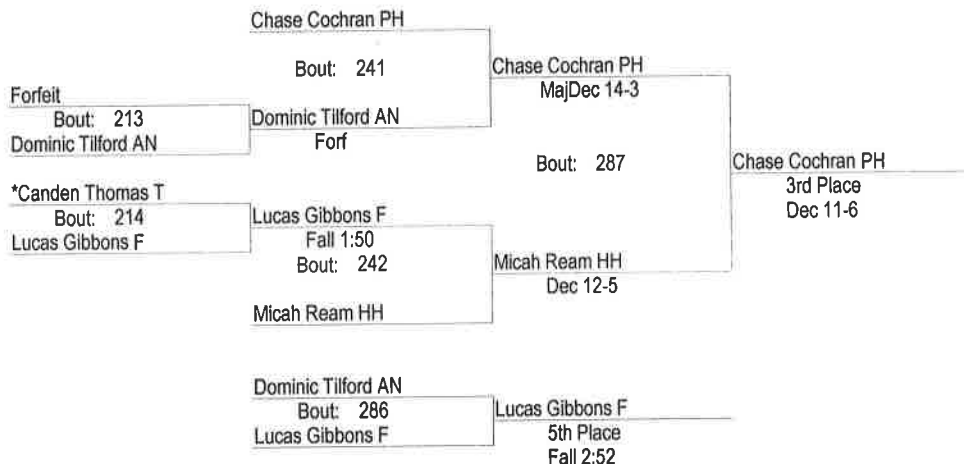 Chase Cochran PH
Bout: 241
Chase Cochran PH
MajDec 14-3
Forfeit
Bout: 213
Dominic Tilford AN
Dominic Tilford AN
Forf
Bout: 287
Chase Cochran PH
3rd Place
Dec 11-6
*Canden Thomas T
Bout: 214
Lucas Gibbons F
Lucas Gibbons F
Fall 1:50
Bout: 242
Micah Ream HH
Dec 12-5
Micah Ream HH
Dominic Tilford AN
Bout: 286
Lucas Gibbons F
Lucas Gibbons F
5th Place
Fall 2:52